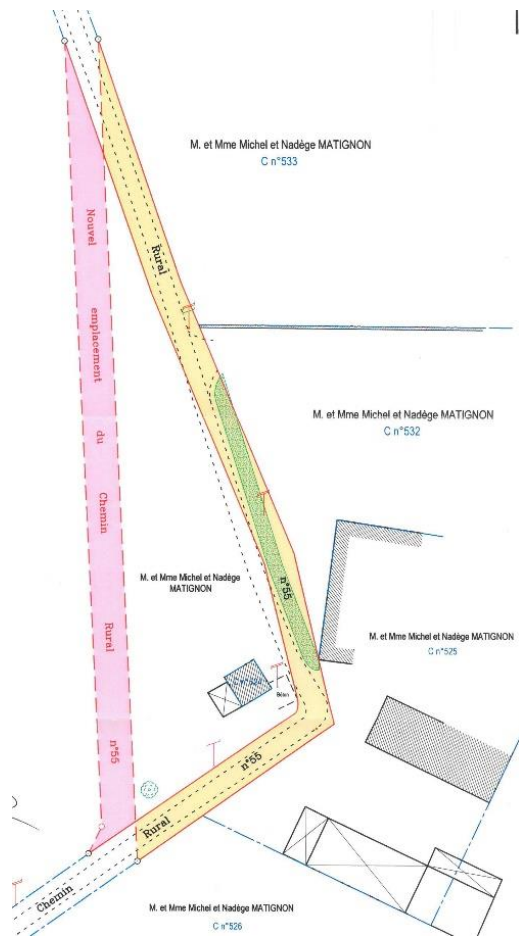 M. et Mme Michel et Nadège MATIGNON
C n°533
Rural
Nouvel emplacement du Chemin Rural n°55
M. et Mme Michel et Nadège MATIGNON
C n°532
n°55
M. et Mme Michel et Nadège
MATIGNON
M. et Mme Michel et Nadège MATIGNON
C n°525
Béton
n°55
Rural
Chemin
M. et Mme Michel et Nadège MATIGNON
C n°526